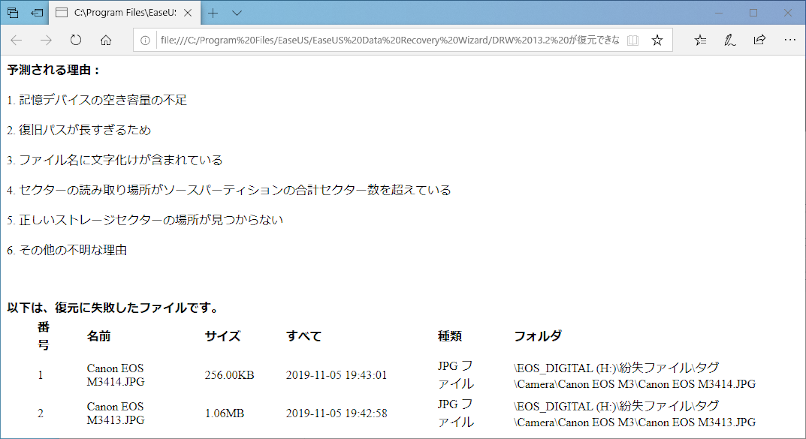 C:\Program Files\EaseU
file:///C:/Program%20Files/EaseUS/EaseUS%20Data%20Recovery%20Wizard/DRW%2013.2%20が復元できな
予測される理由：
1. 記憶デバイスの空き容量の不足
2. 復旧パスが長すぎるため
3. ファイル名に文字化けが含まれている
4. セクターの読み取り場所がソースパーティションの合計セクター数を超えている
5. 正しいストレージセクターの場所が見つからない
6. その他の不明な理由
以下は、復元に失敗したファイルです。
番号 名前 サイズ すべて 種類 フォルダ
1 Canon EOS M3414.JPG 256.00KB 2019-11-05 19:43:01 JPG ファイル \EOS_DIGITAL (H:)\紛失ファイル\タグ\Camera\Canon EOS M3\Canon EOS M3414.JPG
2 Canon EOS M3413.JPG 1.06MB 2019-11-05 19:42:58 JPG ファイル \EOS_DIGITAL (H:)\紛失ファイル\タグ\Camera\Canon EOS M3\Canon EOS M3413.JPG